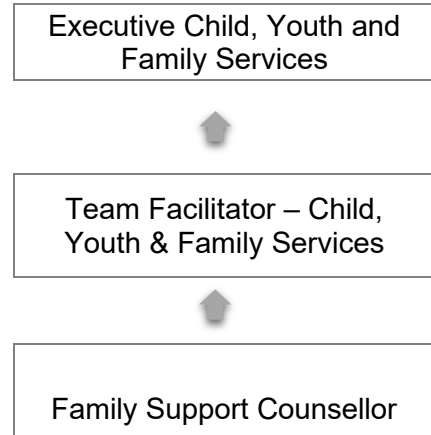 Executive Child, Youth and
Family Services
Team Facilitator – Child,
Youth & Family Services
Family Support Counsellor